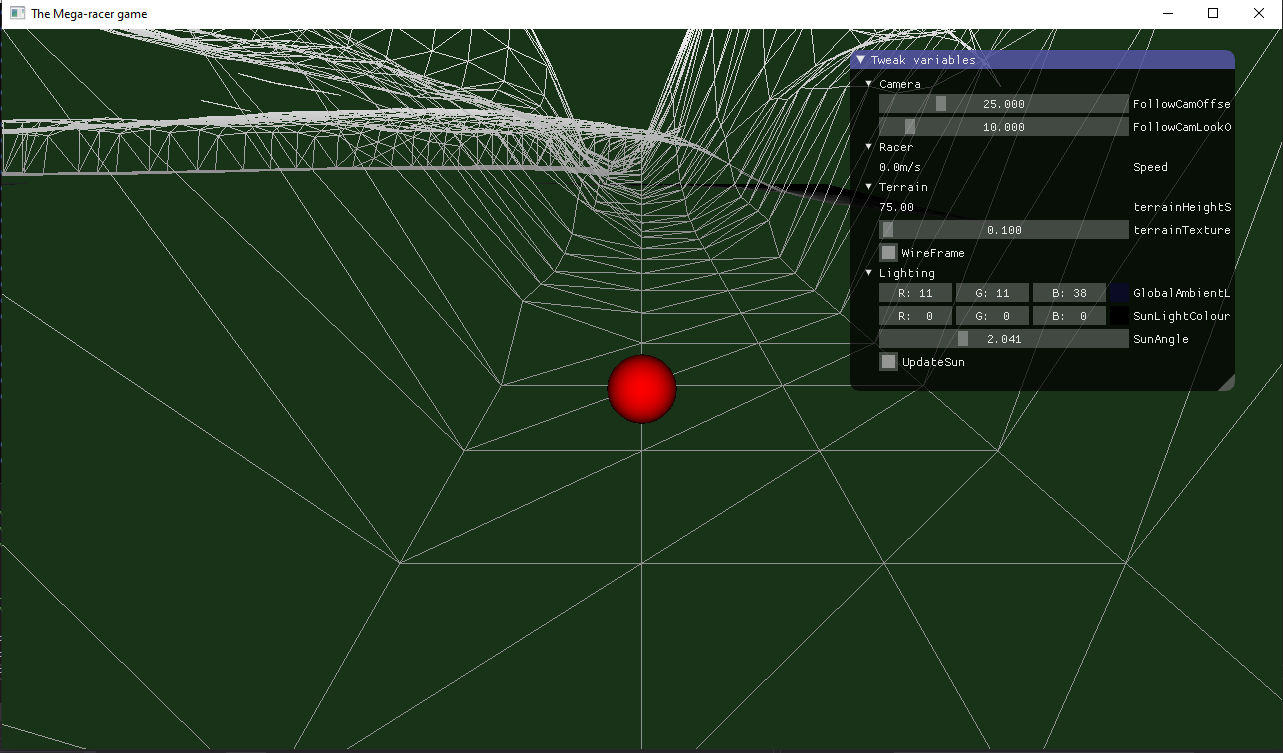 The Mega-racer game
Tweak variables
Camera
25.000 FollowCamOffse
10.000 FollowCamLookO
Racer
0.0m/s Speed
Terrain
75.00 terrainHeightS
0.100 terrainTexture
WireFrame
Lighting
R: 11 G: 11 B: 38 GlobalAmbientL
R: 0 G: 0 B: 0 SunLightColour
2.041 SunAngle
UpdateSun